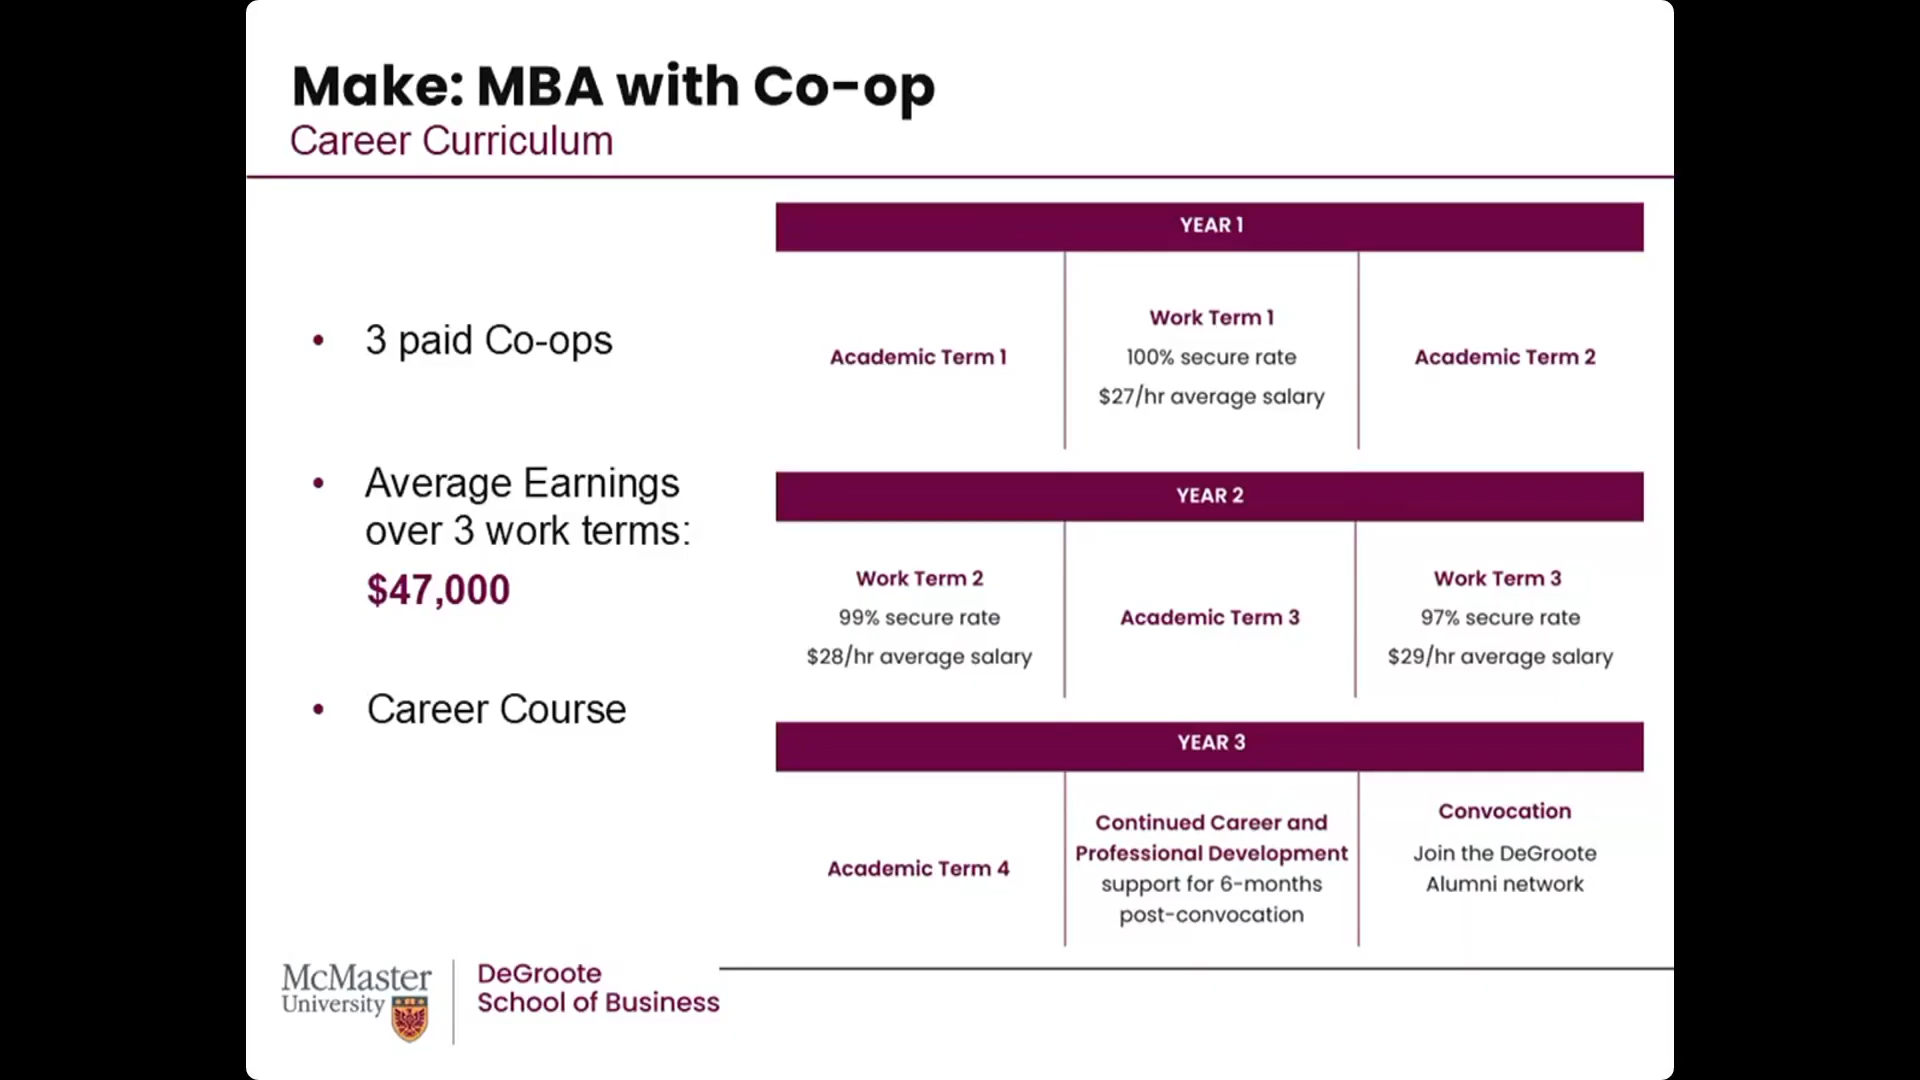 Make: MBA with Co-op
Career Curriculum
• 3 paid Co-ops
• Average Earnings
over 3 work terms:
$47,000
• Career Course
YEAR 1
Academic Term 1
Work Term 1
100% secure rate
$27/hr average salary
Academic Term 2
YEAR 2
Work Term 2
99% secure rate
$28/hr average salary
Academic Term 3
Work Term 3
97% secure rate
$29/hr average salary
YEAR 3
Academic Term 4
Continued Career and
Professional Development
support for 6-months
post-convocation
Convocation
Join the DeGroote
Alumni network
McMaster
University
DeGroote
School of Business